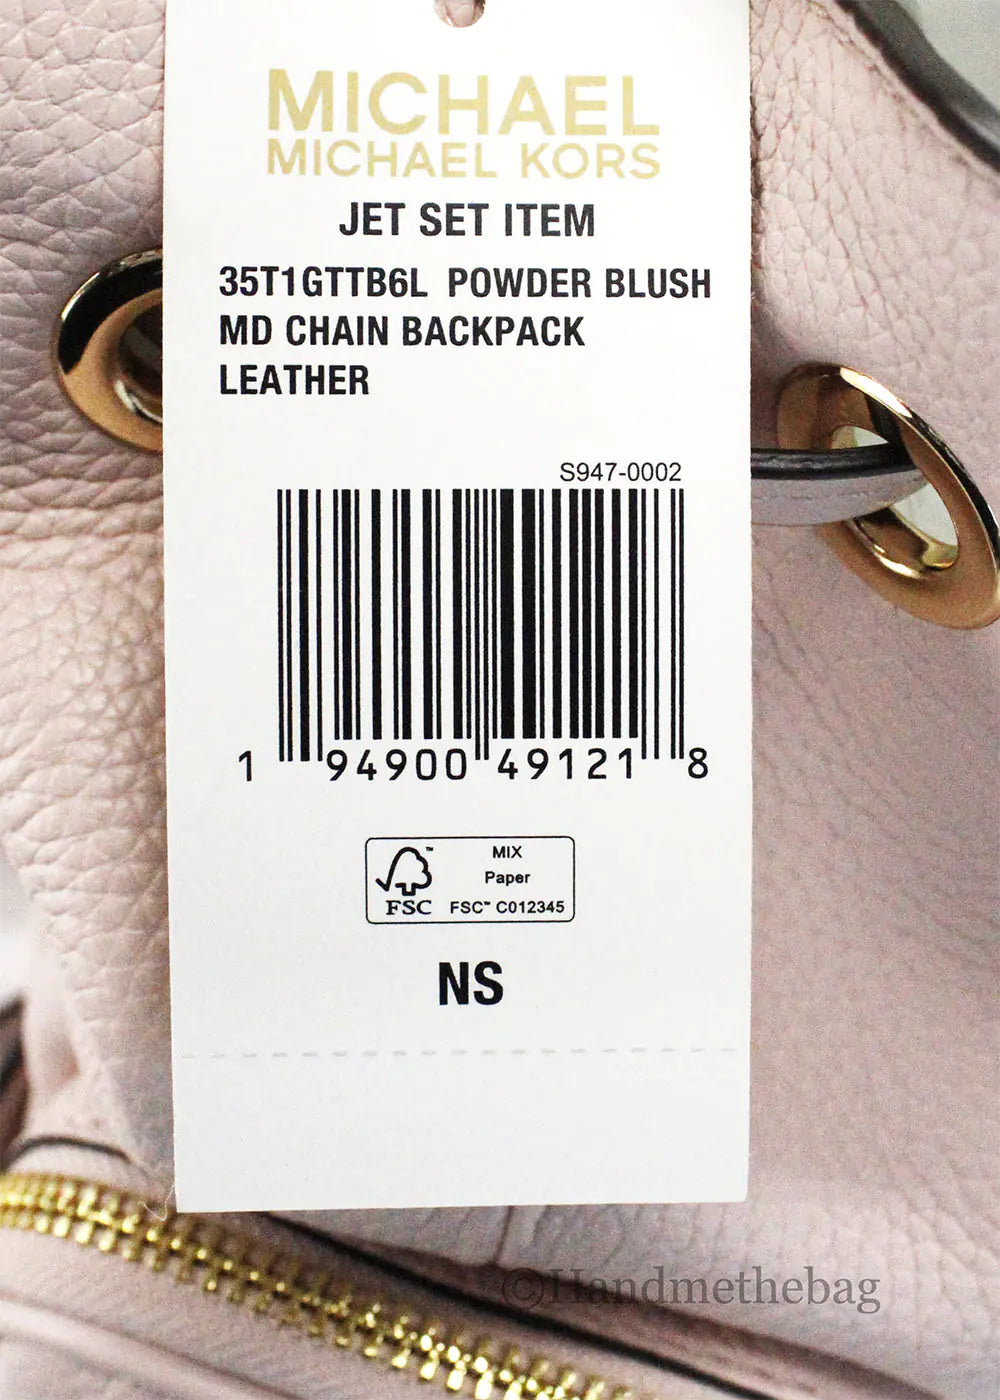 MICHAEL
MICHAEL KORS
JET SET ITEM
35T1GTTB6L POWDER BLUSH
MD CHAIN BACKPACK
LEATHER
S947-0002
1 94900 49121 8
MIX
Paper
FSC™ C012345
FSC
NS
©Handmethebag